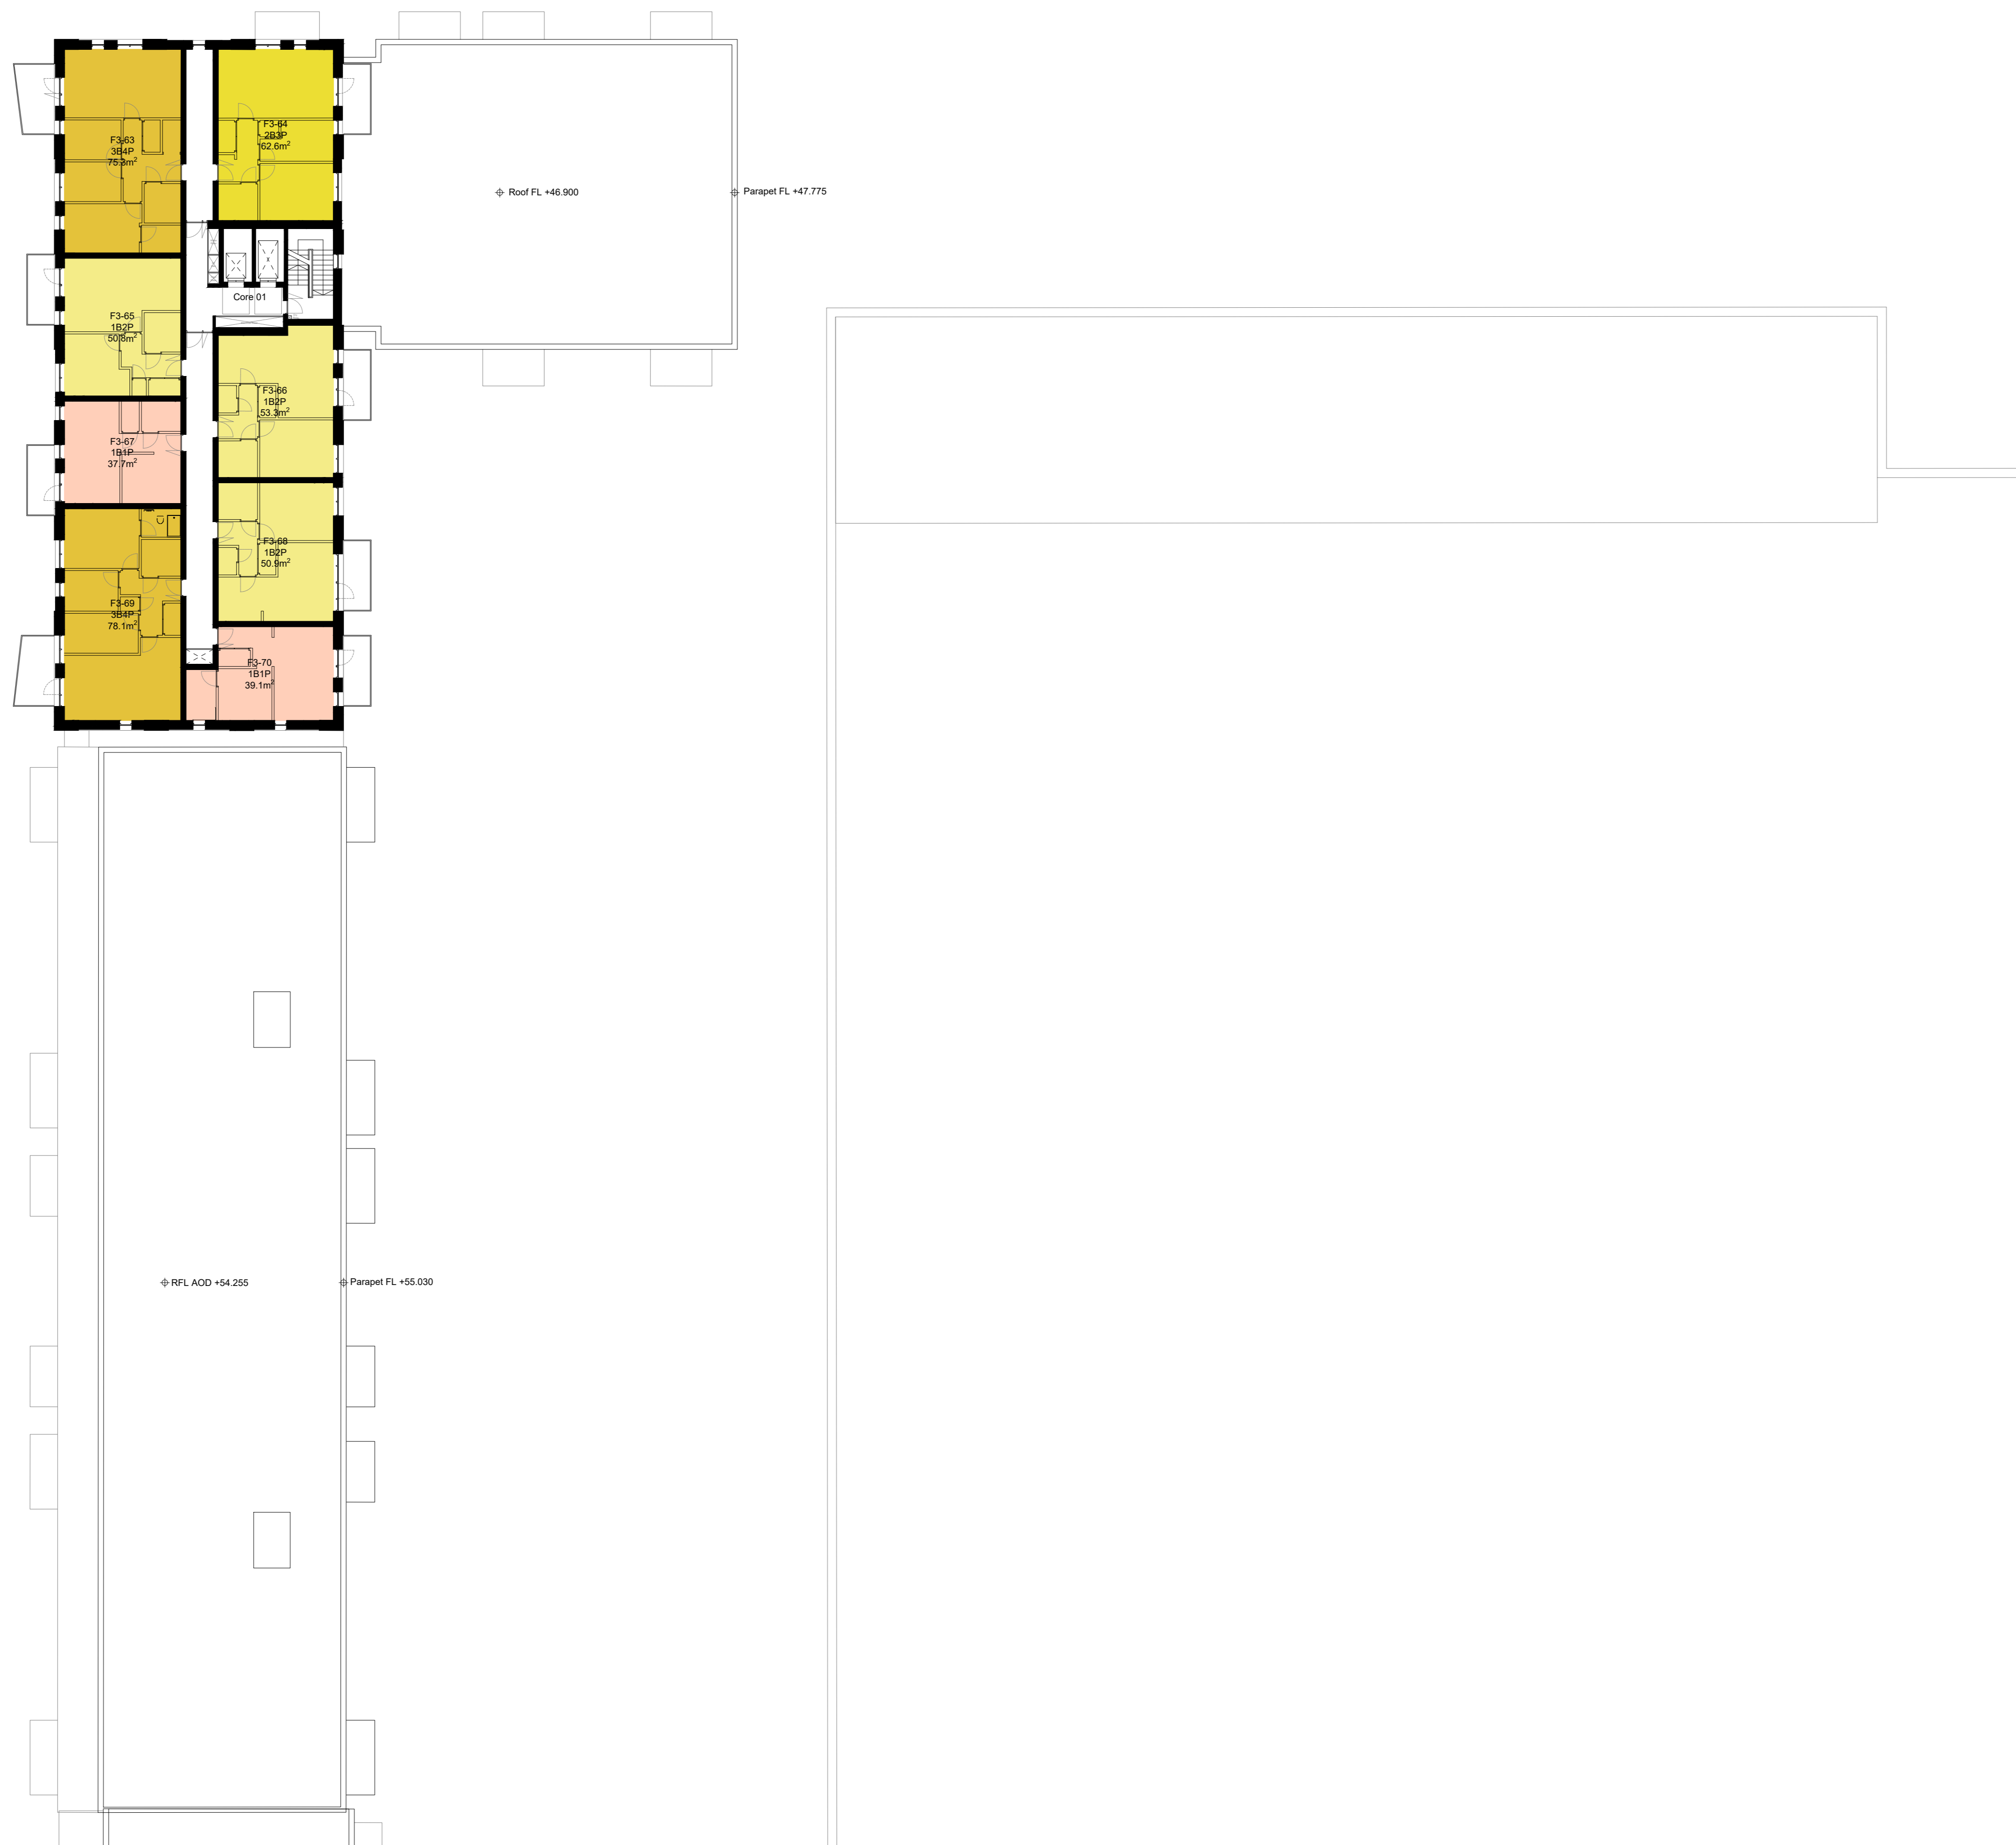 F3-63
3B4P
75.3m²
F3-64
2B3P
62.6m²
Roof FL +46.900
Parapet FL +47.775
Core 01
F3-65
1B2P
50.8m²
F3-66
1B2P
53.3m²
F3-67
1B1P
37.7m²
F3-68
1B2P
50.9m²
F3-69
3B4P
78.1m²
F3-70
1B1P
39.1m²
RFL AOD +54.255
Parapet FL +55.030